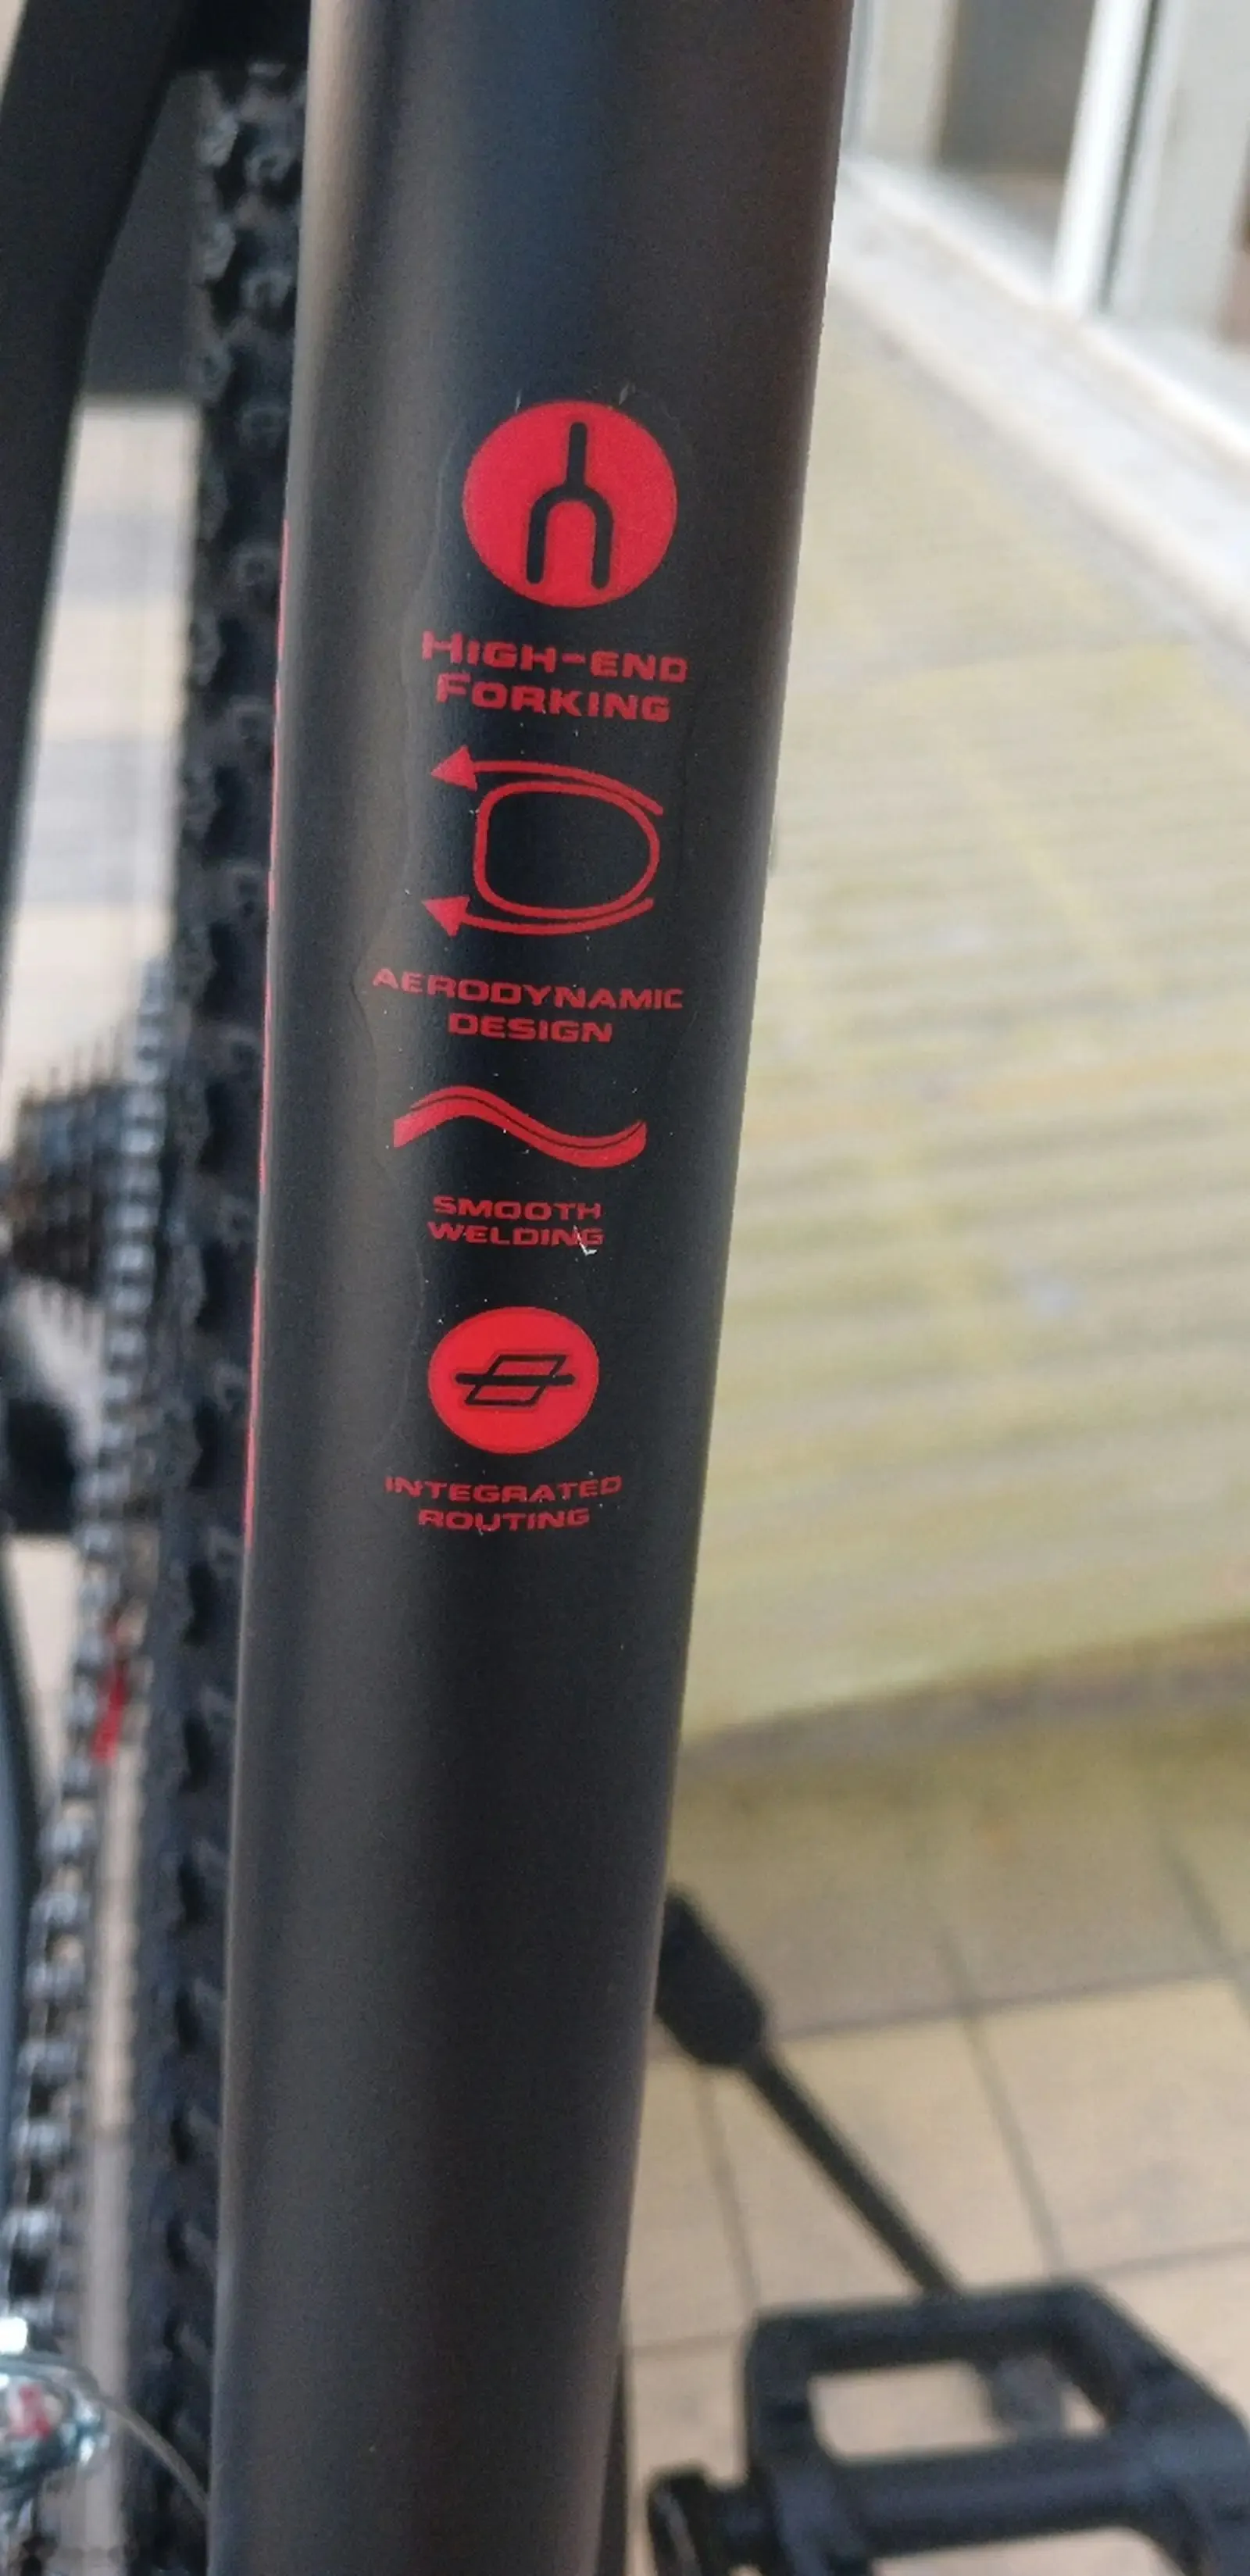 HIGH-END
FORKING
AERODYNAMIC
DESIGN
SMOOTH
WELDING
INTEGRATED
ROUTING